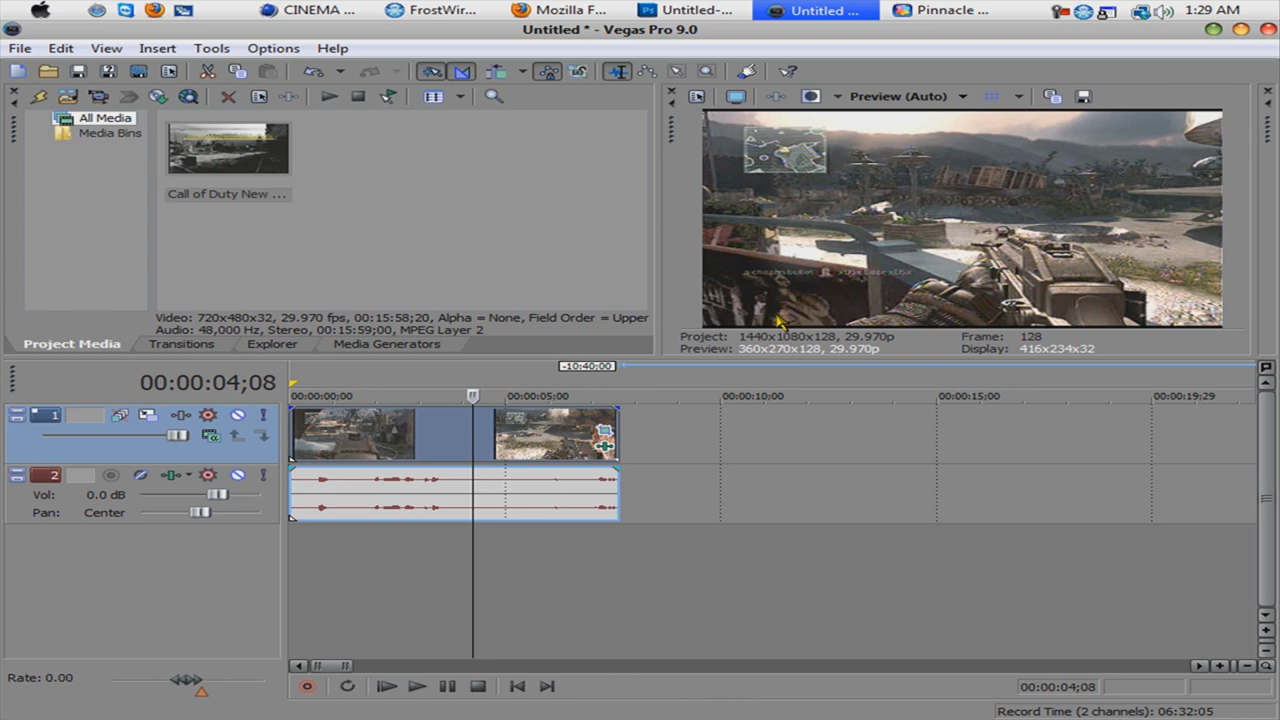 CINEMA ...
FrostWir...
Mozilla F...
Untitled-...
Untitled ...
Pinnacle ...
1:29 AM
Untitled * - Vegas Pro 9.0
File Edit View Insert Tools Options Help
Preview (Auto)
All Media
Media Bins
Call of Duty New ...
Video: 720x480x32, 29.970 fps, 00:15:58;20, Alpha = None, Field Order = Upper
Audio: 48,000 Hz, Stereo, 00:15:59;00, MPEG Layer 2
Project Media Transitions Explorer Media Generators
Project: 1440x1080x128, 29.970p Frame: 128
Preview: 360x270x128, 29.970p Display: 416x234x32
-10:40;00
00:00:04;08
00:00:00;00 00:00:05;00 00:00:10;00 00:00:15;00 00:00:19;29
1
2
Vol: 0.0 dB
Pan: Center
Rate: 0.00
00:00:04;08
Record Time (2 channels): 06:32:05